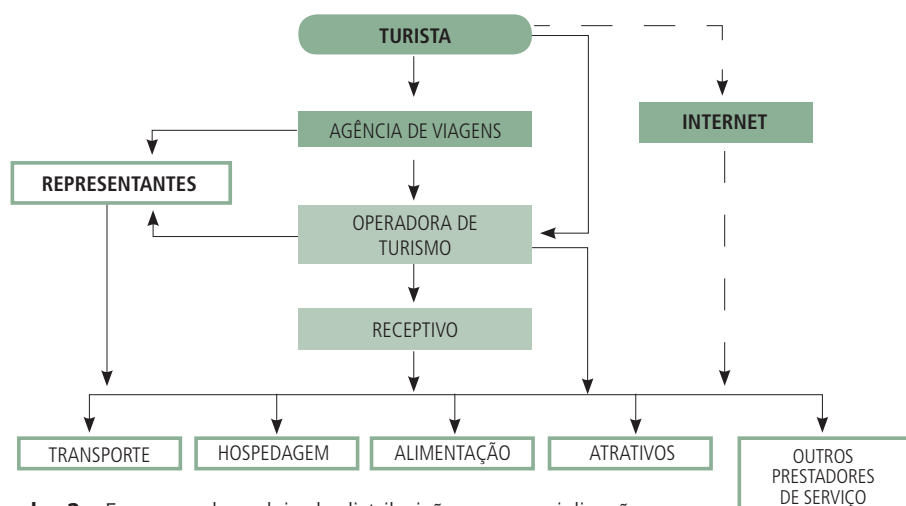 TURISTA
AGÊNCIA DE VIAGENS
INTERNET
REPRESENTANTES
OPERADORA DE
TURISMO
RECEPTIVO
TRANSPORTE
HOSPEDAGEM
ALIMENTAÇÃO
ATRATIVOS
OUTROS
PRESTADORES
DE SERVIÇO